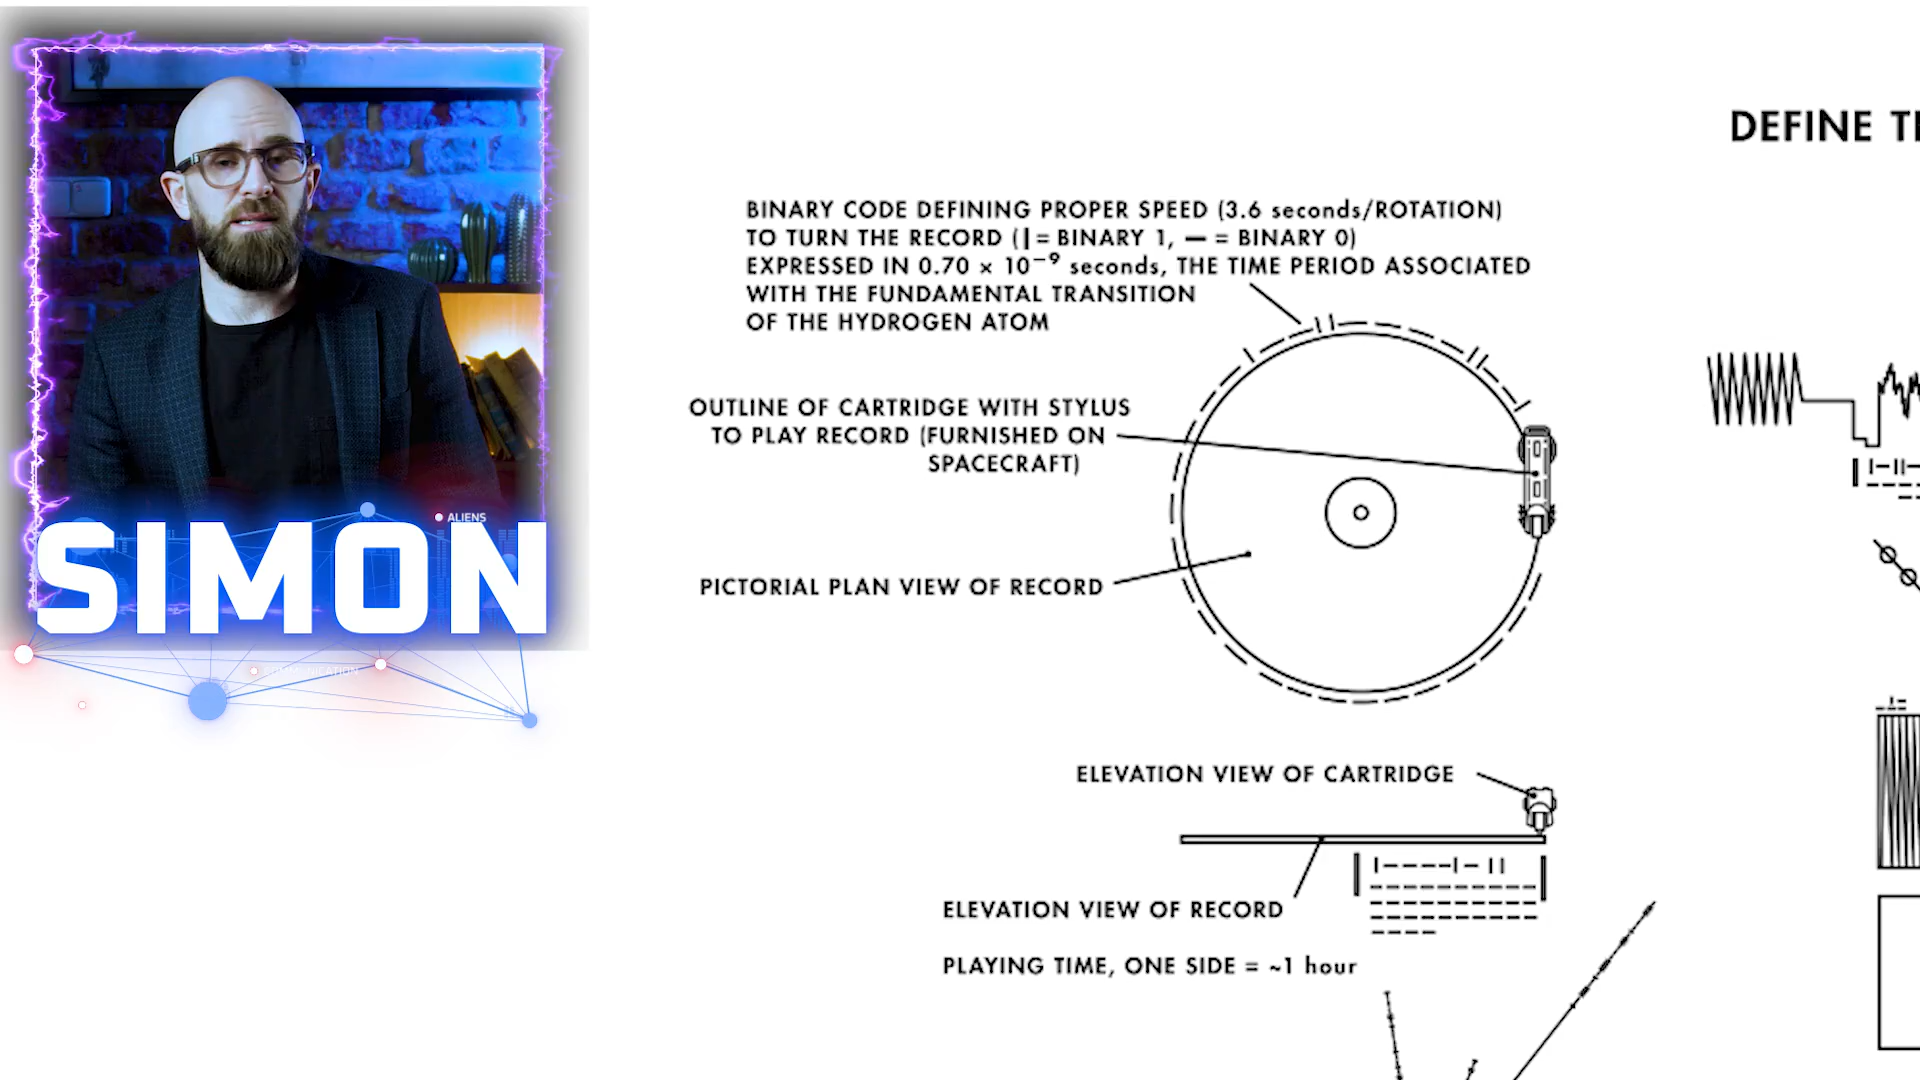 ALIENS
SIMON
DEFINE
BINARY CODE DEFINING PROPER SPEED (3.6 seconds/ROTATION)
TO TURN THE RECORD (| = BINARY 1, — = BINARY 0)
EXPRESSED IN 0.70 × 10⁻⁹ seconds, THE TIME PERIOD ASSOCIATED
WITH THE FUNDAMENTAL TRANSITION
OF THE HYDROGEN ATOM
OUTLINE OF CARTRIDGE WITH STYLUS
TO PLAY RECORD (FURNISHED ON
SPACECRAFT)
PICTORIAL PLAN VIEW OF RECORD
ELEVATION VIEW OF CARTRIDGE
ELEVATION VIEW OF RECORD
PLAYING TIME, ONE SIDE = ~1 hour